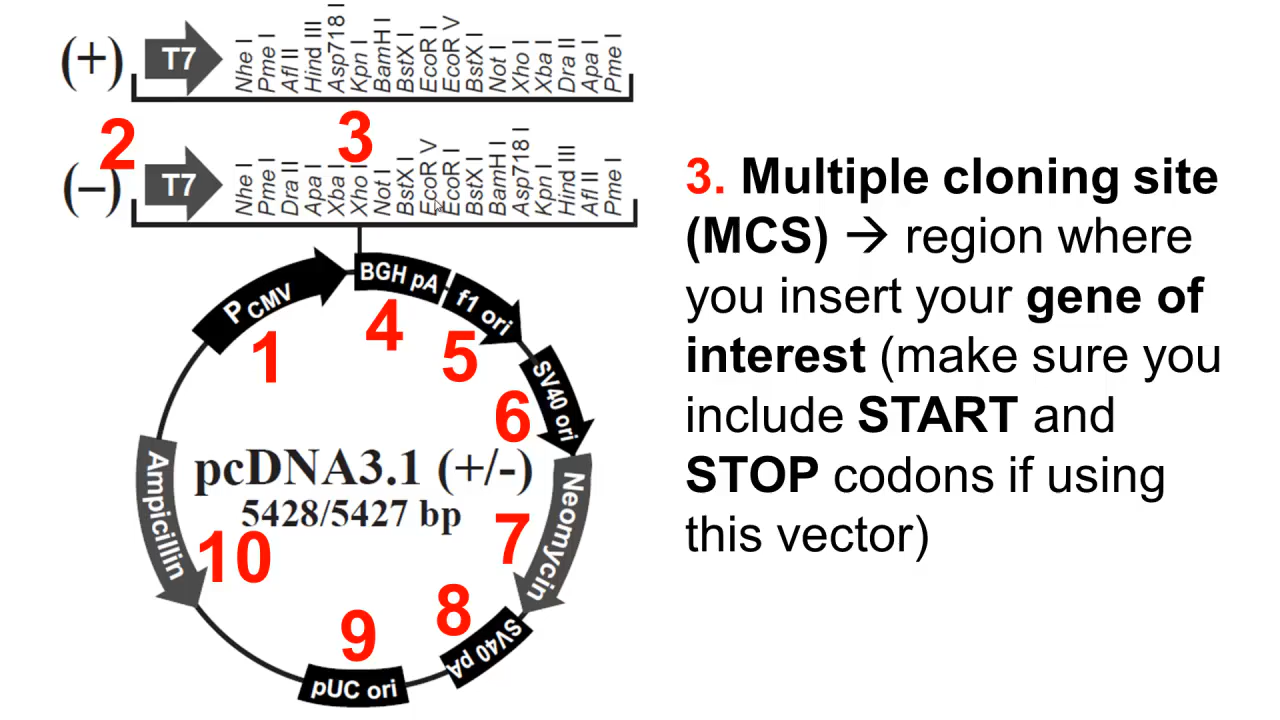 (+) T7 Nhe I Pme I Afl II Hind III Asp718 I Kpn I BamH I BstX I EcoR I EcoR V BstX I Not I Xho I Xba I Dra II Apa I Pme I
2
3
(−) T7 Nhe I Pme I Dra II Apa I Xba I Xho I Not I BstX I EcoR V EcoR I BstX I BamH I Asp718 I Kpn I Hind III Afl II Pme I
PCMV
BGH pA
f1 ori
SV40 ori
Neomycin
SV40 pA
pUC ori
Ampicillin
1
4
5
6
7
8
9
10
pcDNA3.1 (+/-)
5428/5427 bp
3. Multiple cloning site
(MCS) → region where
you insert your gene of
interest (make sure you
include START and
STOP codons if using
this vector)